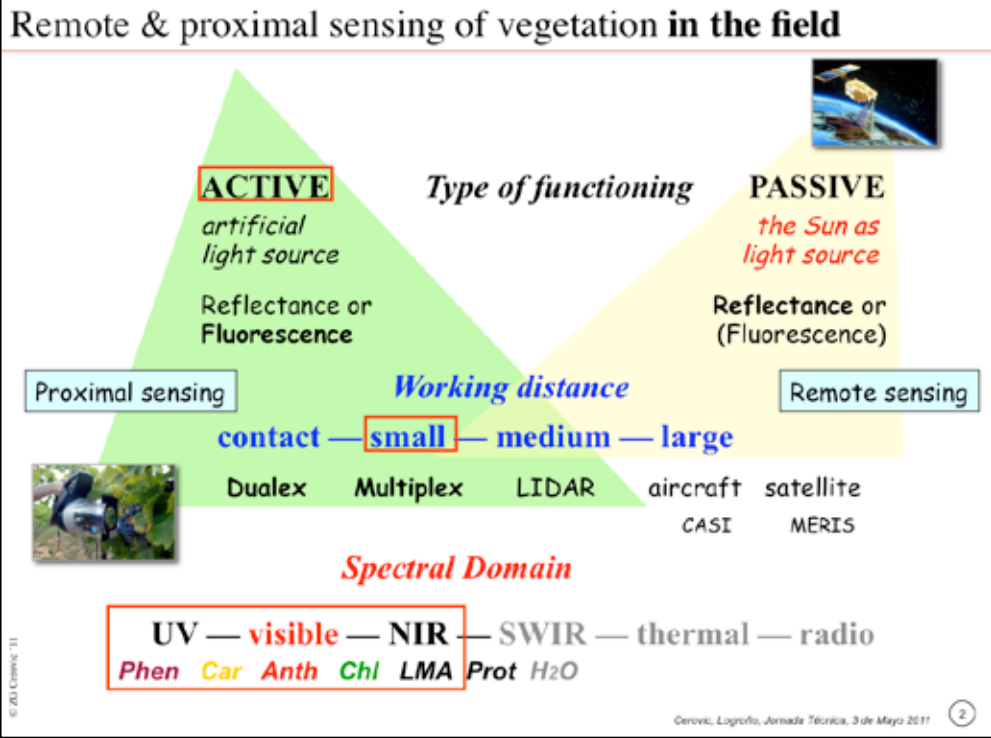 Remote & proximal sensing of vegetation in the field
ACTIVE
Type of functioning
PASSIVE
artificial
light source
the Sun as
light source
Reflectance or
Fluorescence
Reflectance or
(Fluorescence)
Proximal sensing
Working distance
Remote sensing
contact — small — medium — large
Dualex Multiplex LIDAR aircraft satellite
CASI MERIS
Spectral Domain
UV — visible — NIR — SWIR — thermal — radio
Phen Car Anth Chl LMA Prot H2O
© ZG Cerovic '11
Cerovic, Logroño, Jornada Técnica, 3 de Mayo 2011
2